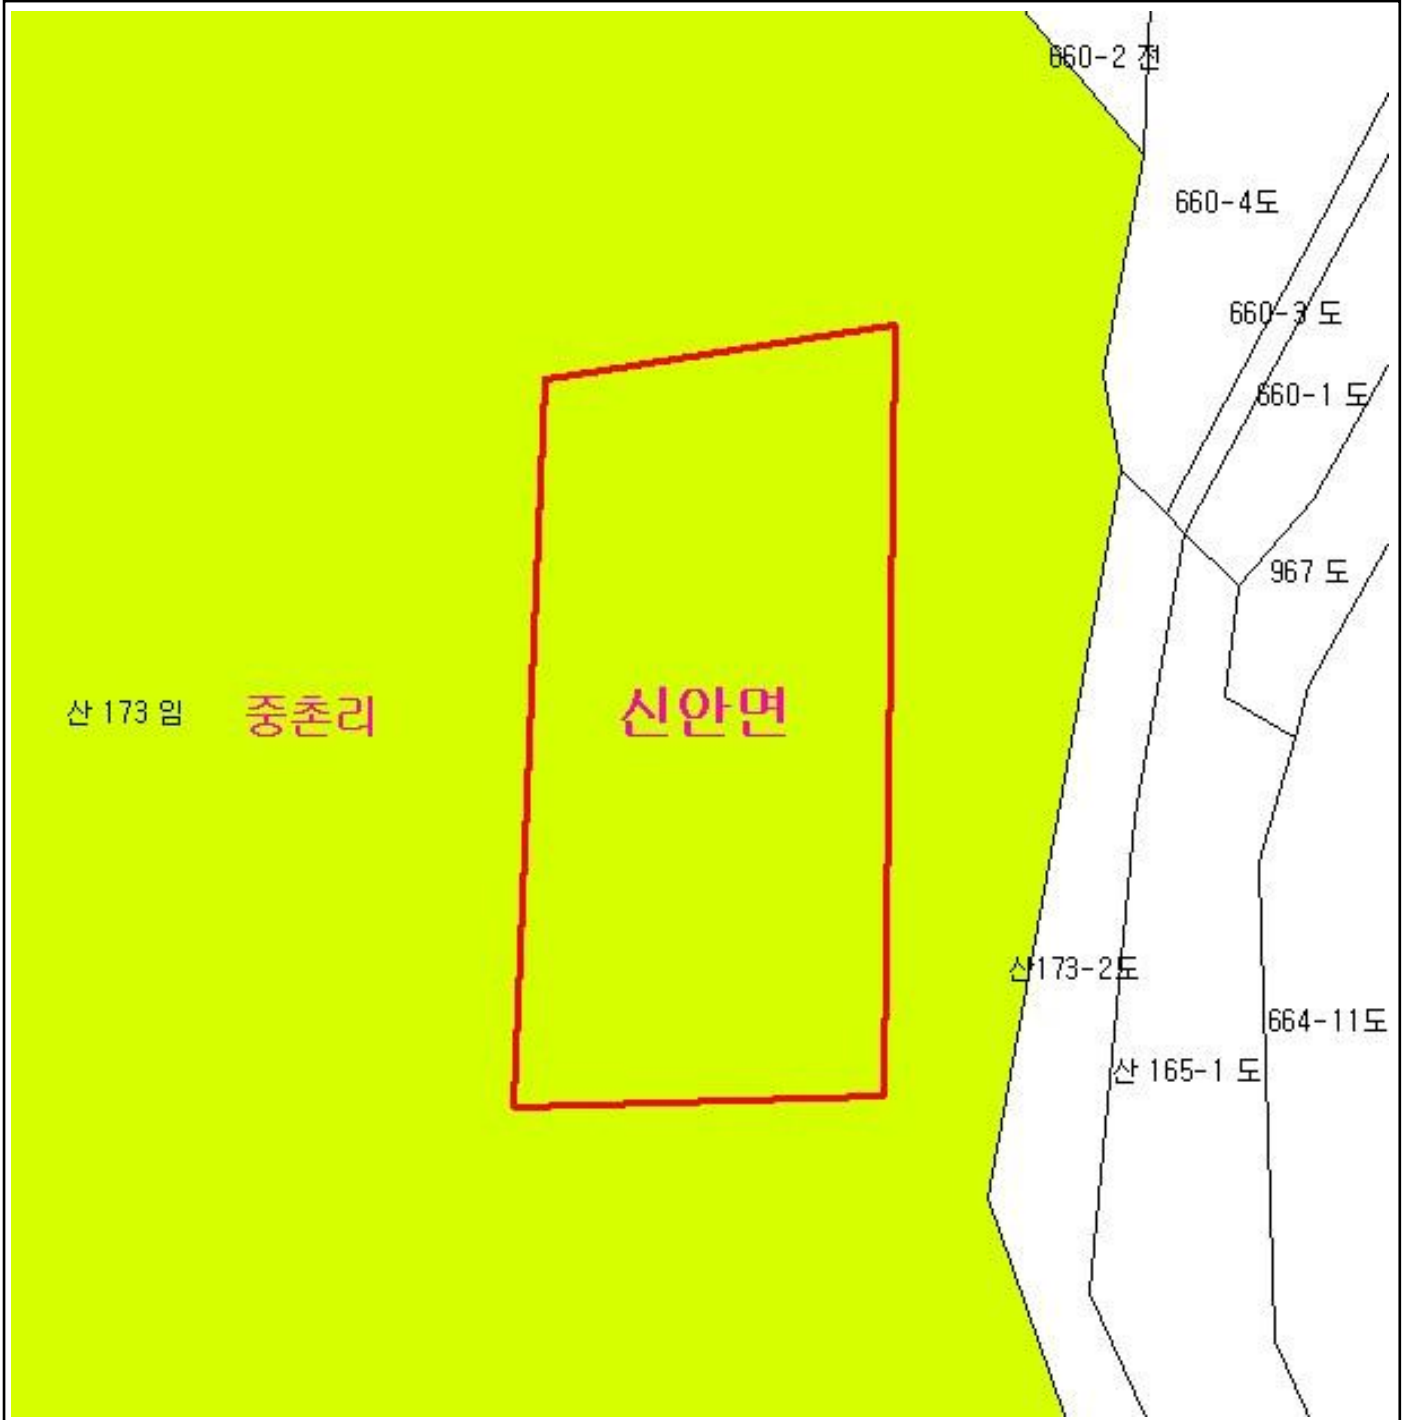 660-2 전
660-4도
660-3 도
660-1 도
967 도
산 173 임
중촌리
신안면
산173-2도
664-11도
산 165-1 도